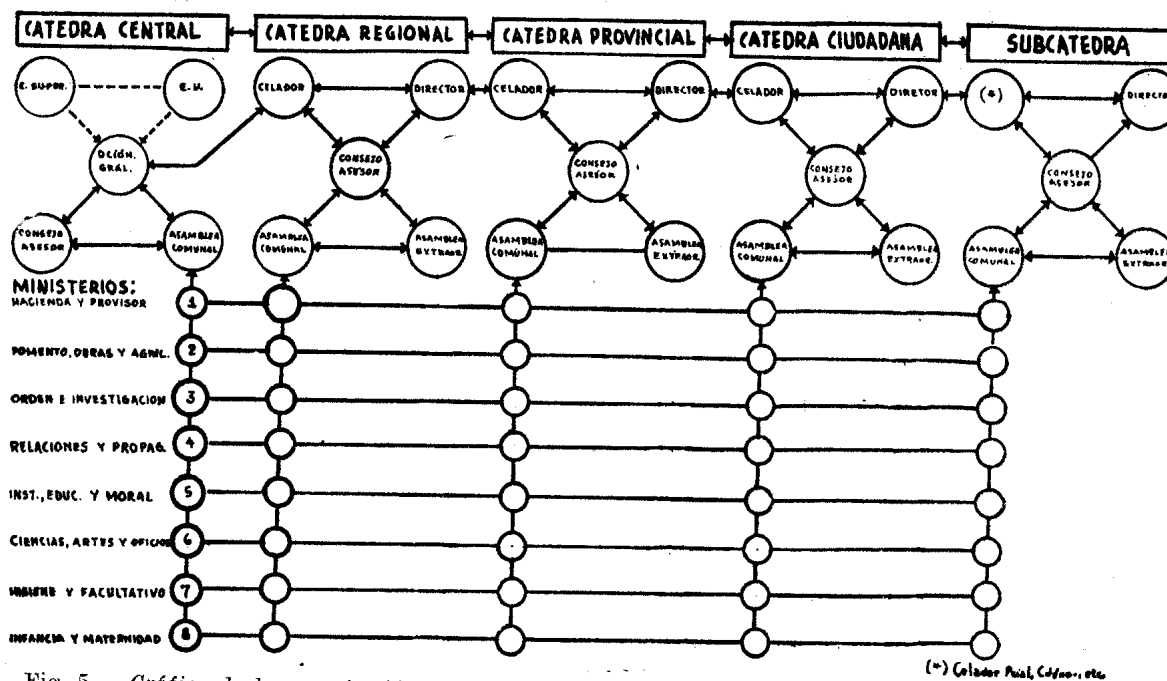 CATEDRA CENTRAL
CATEDRA REGIONAL
CATEDRA PROVINCIAL
CATEDRA CIUDADANA
SUBCATEDRA
C. SUPR.
E.V.
CELADOR
DIRECTOR
CELADOR
DIRECTOR
CELADOR
DIRETOR
(*)
DIRECTOR
DCIÓN.
GRAL.
CONSEJO
ASESOR
CONSEJO
ASESOR
CONSEJO
ASESOR
CONSEJO
ASESOR
CONSEJO
ASESOR
ASAMBLEA
COMUNAL
ASAMBLEA
COMUNAL
ASAMBLEA
EXTRAOR.
ASAMBLEA
COMUNAL
ASAMBLEA
EXTRAOR.
ASAMBLEA
COMUNAL
ASAMBLEA
EXTRAOR.
ASAMBLEA
COMUNAL
ASAMBLEA
EXTRAOR.
MINISTERIOS:
HACIENDA Y PROVISOR 1
FOMENTO, OBRAS Y 2
ORDEN E INVESTIGACION 3
RELACIONES Y PROPAG. 4
INST., EDUC. Y MORAL 5
CIENCIAS, ARTES Y OFICIOS 6
HIGIENE Y FACULTATIVO 7
INFANCIA Y MATERNIDAD 8
(*) Celador etc.
Fig. 5.